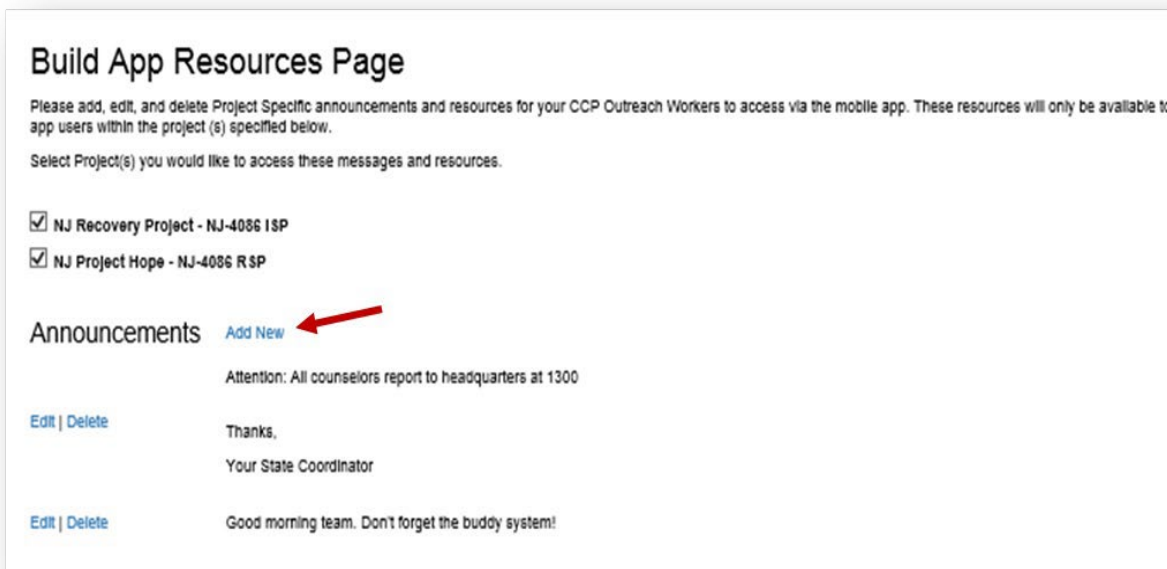 Build App Resources Page
Please add, edit, and delete Project Specific announcements and resources for your CCP Outreach Workers to access via the mobile app. These resources will only be available to
app users within the project (s) specified below.
Select Project(s) you would like to access these messages and resources.
NJ Recovery Project - NJ-4086 ISP
NJ Project Hope - NJ-4086 RSP
Announcements Add New
Attention: All counselors report to headquarters at 1300
Edit | Delete
Thanks,
Your State Coordinator
Edit | Delete Good morning team. Don't forget the buddy system!